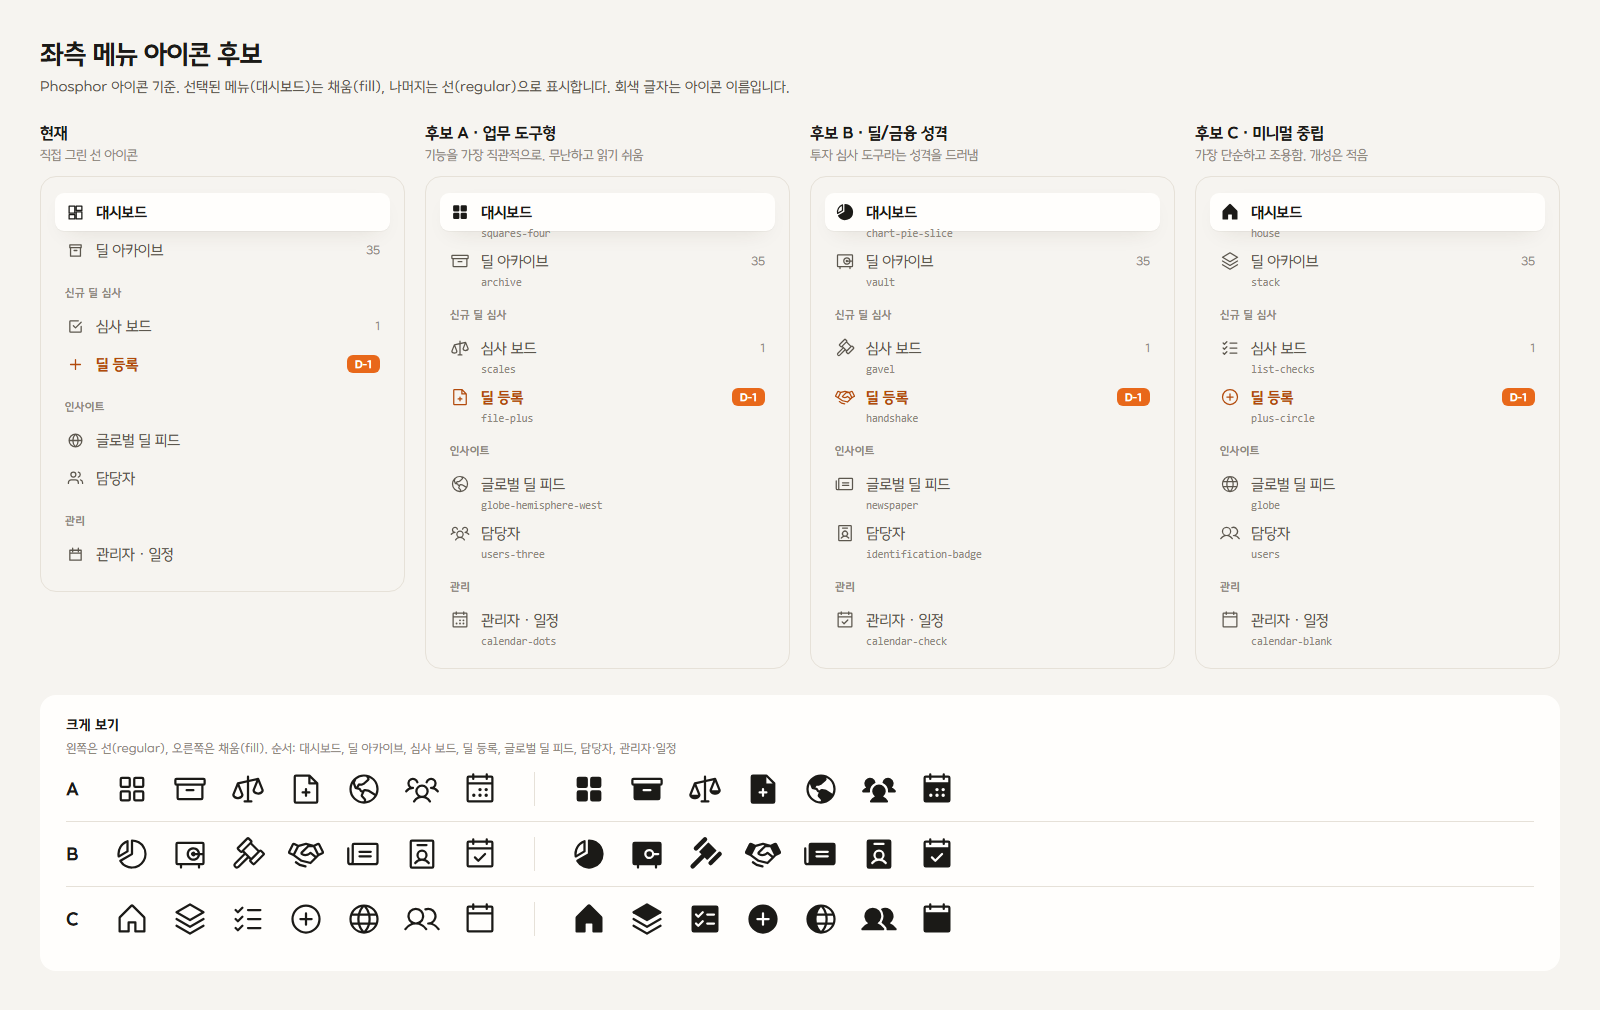 좌측 메뉴 아이콘 후보
Phosphor 아이콘 기준. 선택된 메뉴(대시보드)는 채움(fill), 나머지는 선(regular)으로 표시합니다. 회색 글자는 아이콘 이름입니다.
현재
직접 그린 선 아이콘
대시보드
딜 아카이브 35
신규 딜 심사
심사 보드 1
딜 등록 D-1
인사이트
글로벌 딜 피드
담당자
관리
관리자 · 일정
후보 A · 업무 도구형
기능을 가장 직관적으로. 무난하고 읽기 쉬움
대시보드
squares-four
딜 아카이브 35
archive
신규 딜 심사
심사 보드 1
scales
딜 등록 D-1
file-plus
인사이트
글로벌 딜 피드
globe-hemisphere-west
담당자
users-three
관리
관리자 · 일정
calendar-dots
후보 B · 딜/금융 성격
투자 심사 도구라는 성격을 드러냄
대시보드
chart-pie-slice
딜 아카이브 35
vault
신규 딜 심사
심사 보드 1
gavel
딜 등록 D-1
handshake
인사이트
글로벌 딜 피드
newspaper
담당자
identification-badge
관리
관리자 · 일정
calendar-check
후보 C · 미니멀 중립
가장 단순하고 조용함. 개성은 적음
대시보드
house
딜 아카이브 35
stack
신규 딜 심사
심사 보드 1
list-checks
딜 등록 D-1
plus-circle
인사이트
글로벌 딜 피드
globe
담당자
users
관리
관리자 · 일정
calendar-blank
크게 보기
왼쪽은 선(regular), 오른쪽은 채움(fill). 순서: 대시보드, 딜 아카이브, 심사 보드, 딜 등록, 글로벌 딜 피드, 담당자, 관리자·일정
A
B
C